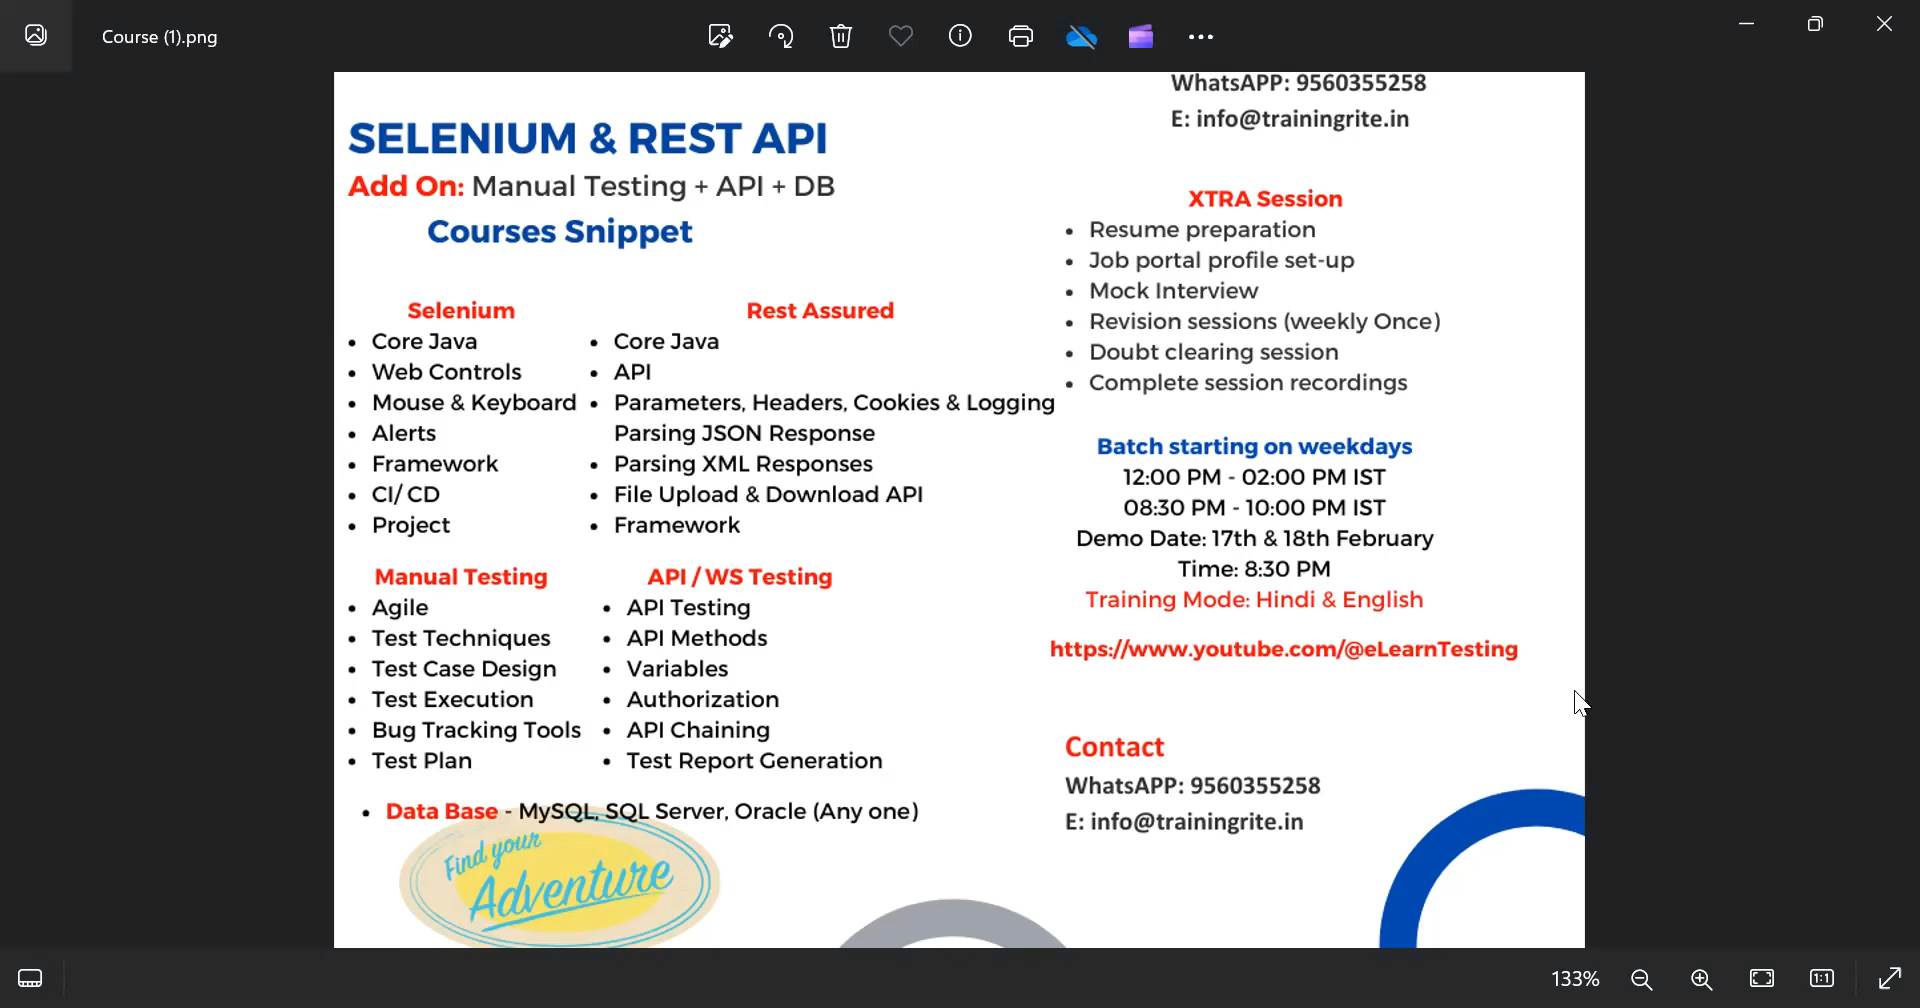 Course (1).png
WhatsAPP: 9560355258
E: info@trainingrite.in
SELENIUM & REST API
Add On: Manual Testing + API + DB
Courses Snippet
Selenium
• Core Java
• Web Controls
• Mouse & Keyboard
• Alerts
• Framework
• CI/ CD
• Project
Rest Assured
• Core Java
• API
• Parameters, Headers, Cookies & Logging
Parsing JSON Response
• Parsing XML Responses
• File Upload & Download API
• Framework
Manual Testing
• Agile
• Test Techniques
• Test Case Design
• Test Execution
• Bug Tracking Tools
• Test Plan
API / WS Testing
• API Testing
• API Methods
• Variables
• Authorization
• API Chaining
• Test Report Generation
• Data Base - MySQL, SQL Server, Oracle (Any one)
Find your
Adventure
XTRA Session
• Resume preparation
• Job portal profile set-up
• Mock Interview
• Revision sessions (weekly Once)
• Doubt clearing session
• Complete session recordings
Batch starting on weekdays
12:00 PM - 02:00 PM IST
08:30 PM - 10:00 PM IST
Demo Date: 17th & 18th February
Time: 8:30 PM
Training Mode: Hindi & English
https://www.youtube.com/@eLearnTesting
Contact
WhatsAPP: 9560355258
E: info@trainingrite.in
133%
1:1